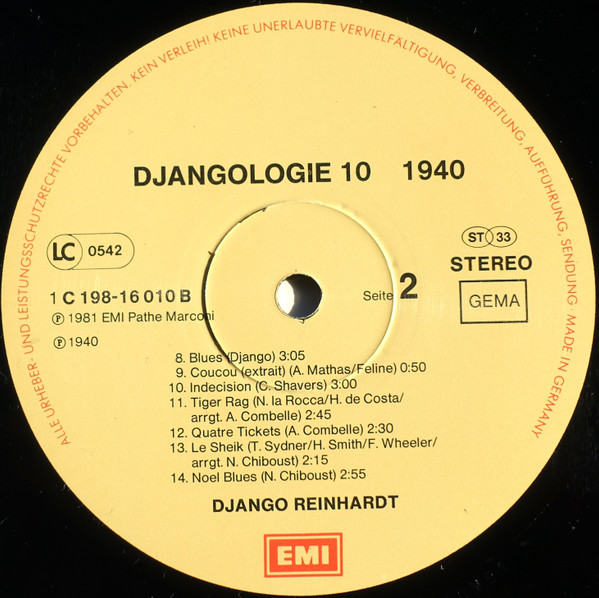 ALLE URHEBER- UND LEISTUNGSSCHUTZRECHTE VORBEHALTEN. KEIN VERLEIH! KEINE UNERLAUBTE VERVIELFÄLTIGUNG, VERBREITUNG, AUFFÜHRUNG, SENDUNG · MADE IN GERMANY
DJANGOLOGIE 10 1940
LC 0542
ST 33
STEREO
GEMA
1 C 198-16 010 B
Seite 2
Ⓟ 1981 EMI Pathe Marconi
Ⓟ 1940
8. Blues (Django) 3:05
9. Coucou (extrait) (A. Mathas/Feline) 0:50
10. Indecision (C. Shavers) 3:00
11. Tiger Rag (N. la Rocca/H. de Costa/
arrgt. A. Combelle) 2:45
12. Quatre Tickets (A. Combelle) 2:30
13. Le Sheik (T. Sydner/H. Smith/F. Wheeler/
arrgt. N. Chiboust) 2:15
14. Noel Blues (N. Chiboust) 2:55
DJANGO REINHARDT
EMI